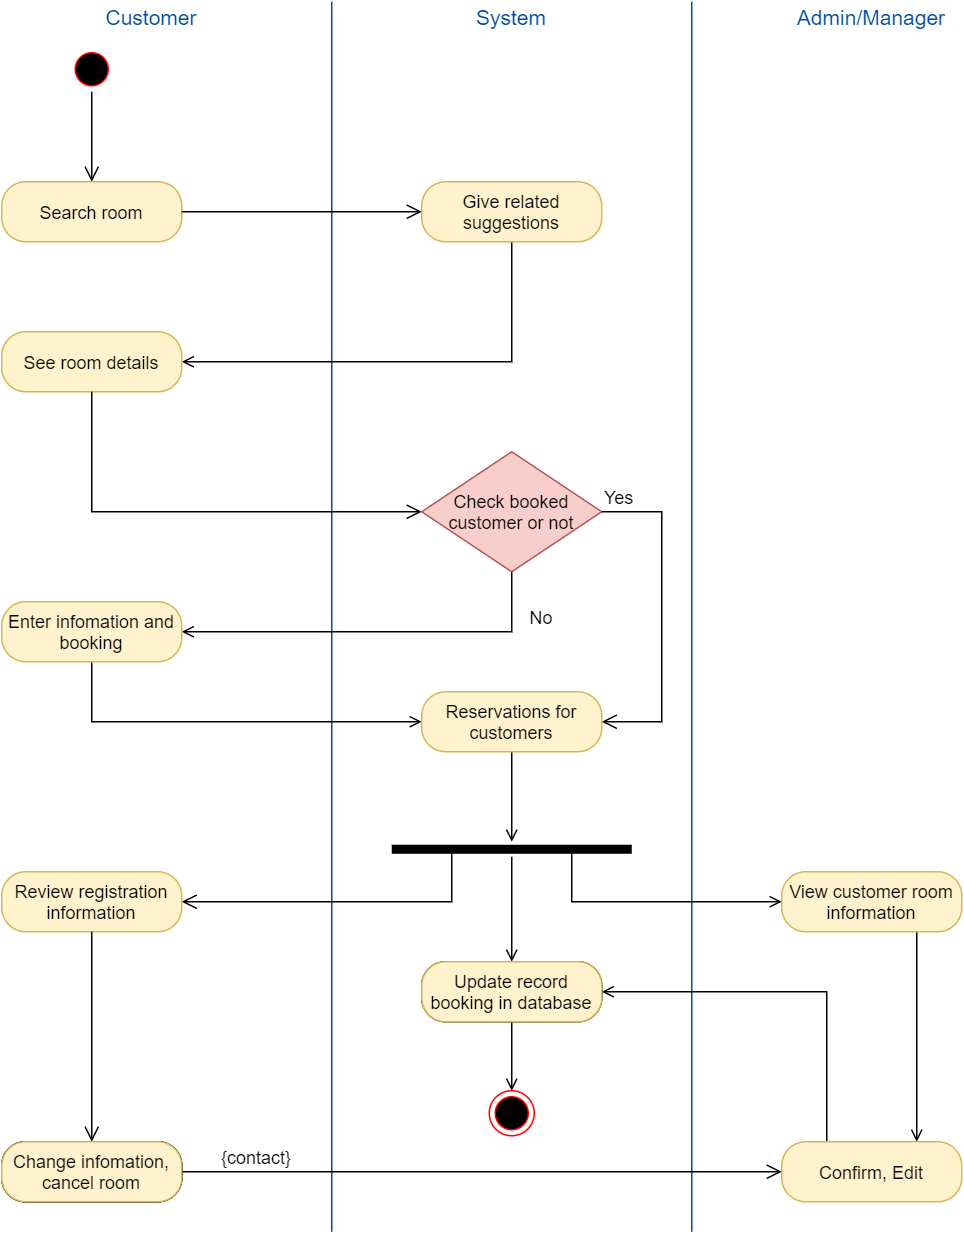 Customer
System
Admin/Manager
Search room
Give related
suggestions
See room details
Check booked
customer or not
Yes
No
Enter infomation and
booking
Reservations for
customers
Review registration
information
View customer room
information
Update record
booking in database
Change infomation,
cancel room
{contact}
Confirm, Edit